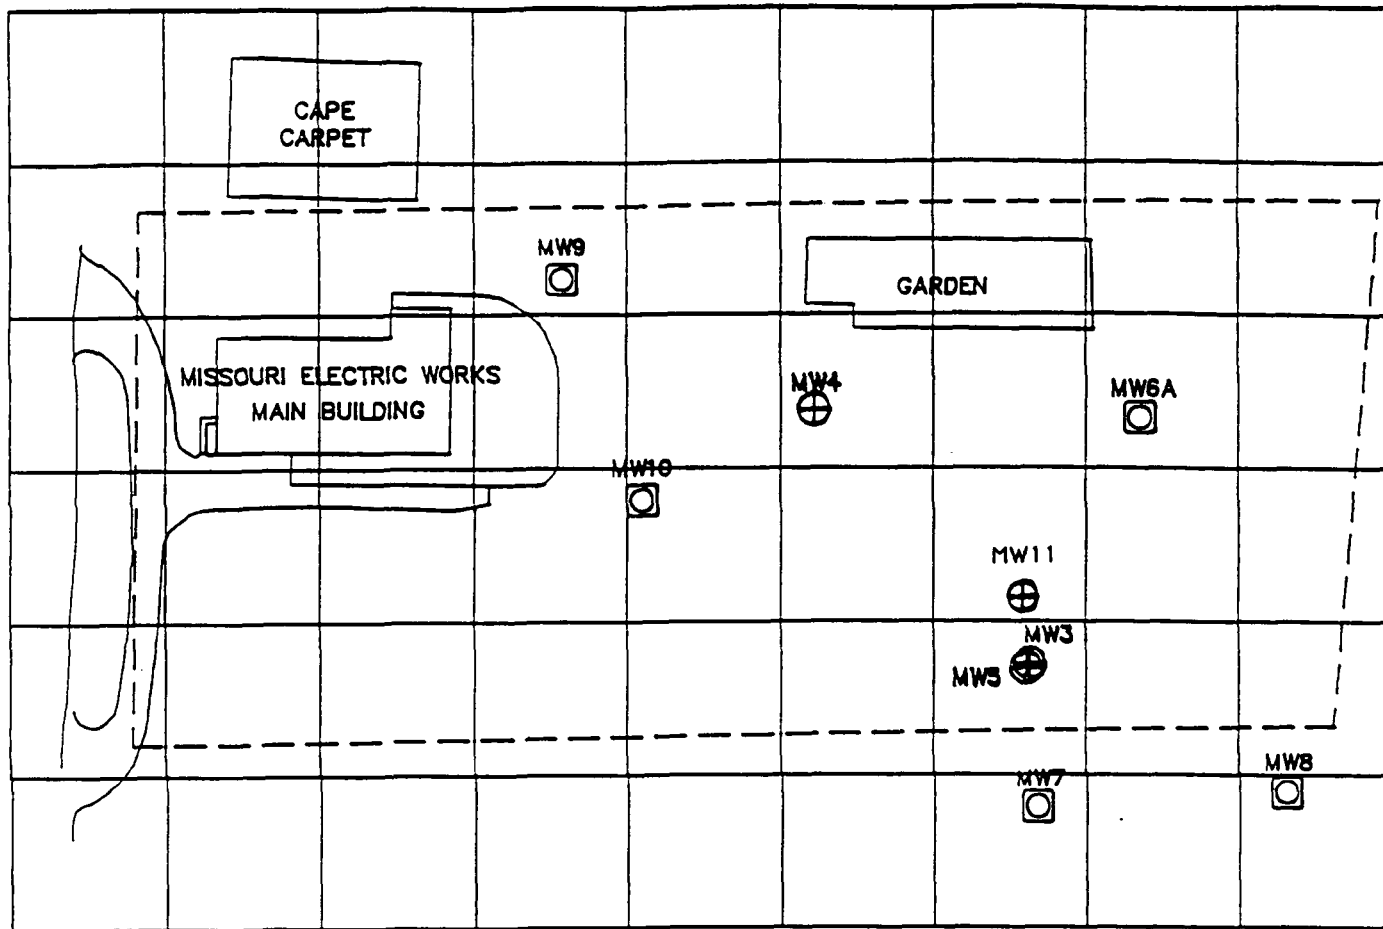 CAPE
CARPET
MW9
GARDEN
MISSOURI ELECTRIC WORKS
MAIN BUILDING
MW4
MW6A
MW10
MW11
MW3
MW5
MW7
MW8